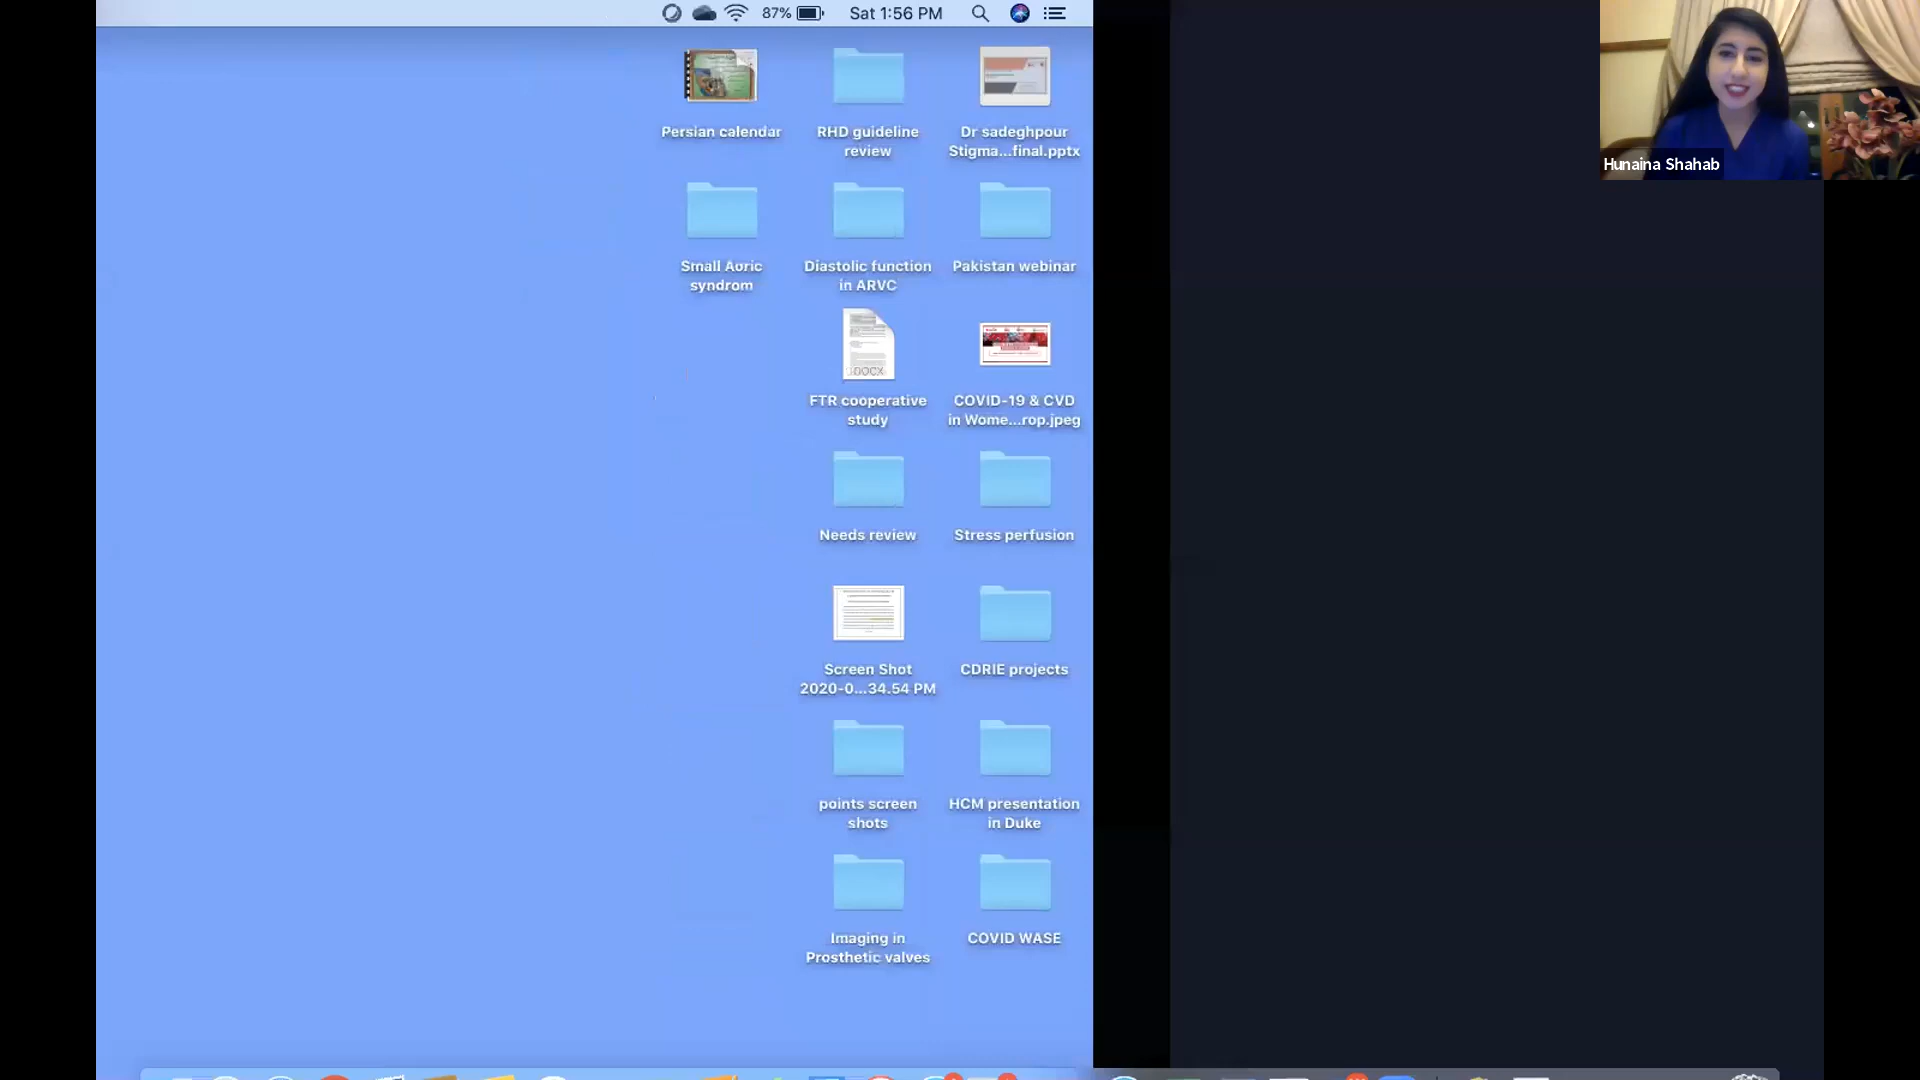 87%
Sat 1:56 PM
Hunaina Shahab
Persian calendar
RHD guideline
review
Dr sadeghpour
Stigma...final.pptx
Small Aoric
syndrom
Diastolic function
in ARVC
Pakistan webinar
DOCX
FTR cooperative
study
COVID-19 & CVD
in Wome...rop.jpeg
Needs review
Stress perfusion
Screen Shot
2020-0...34.54 PM
CDRIE projects
points screen
shots
HCM presentation
in Duke
Imaging in
Prosthetic valves
COVID WASE